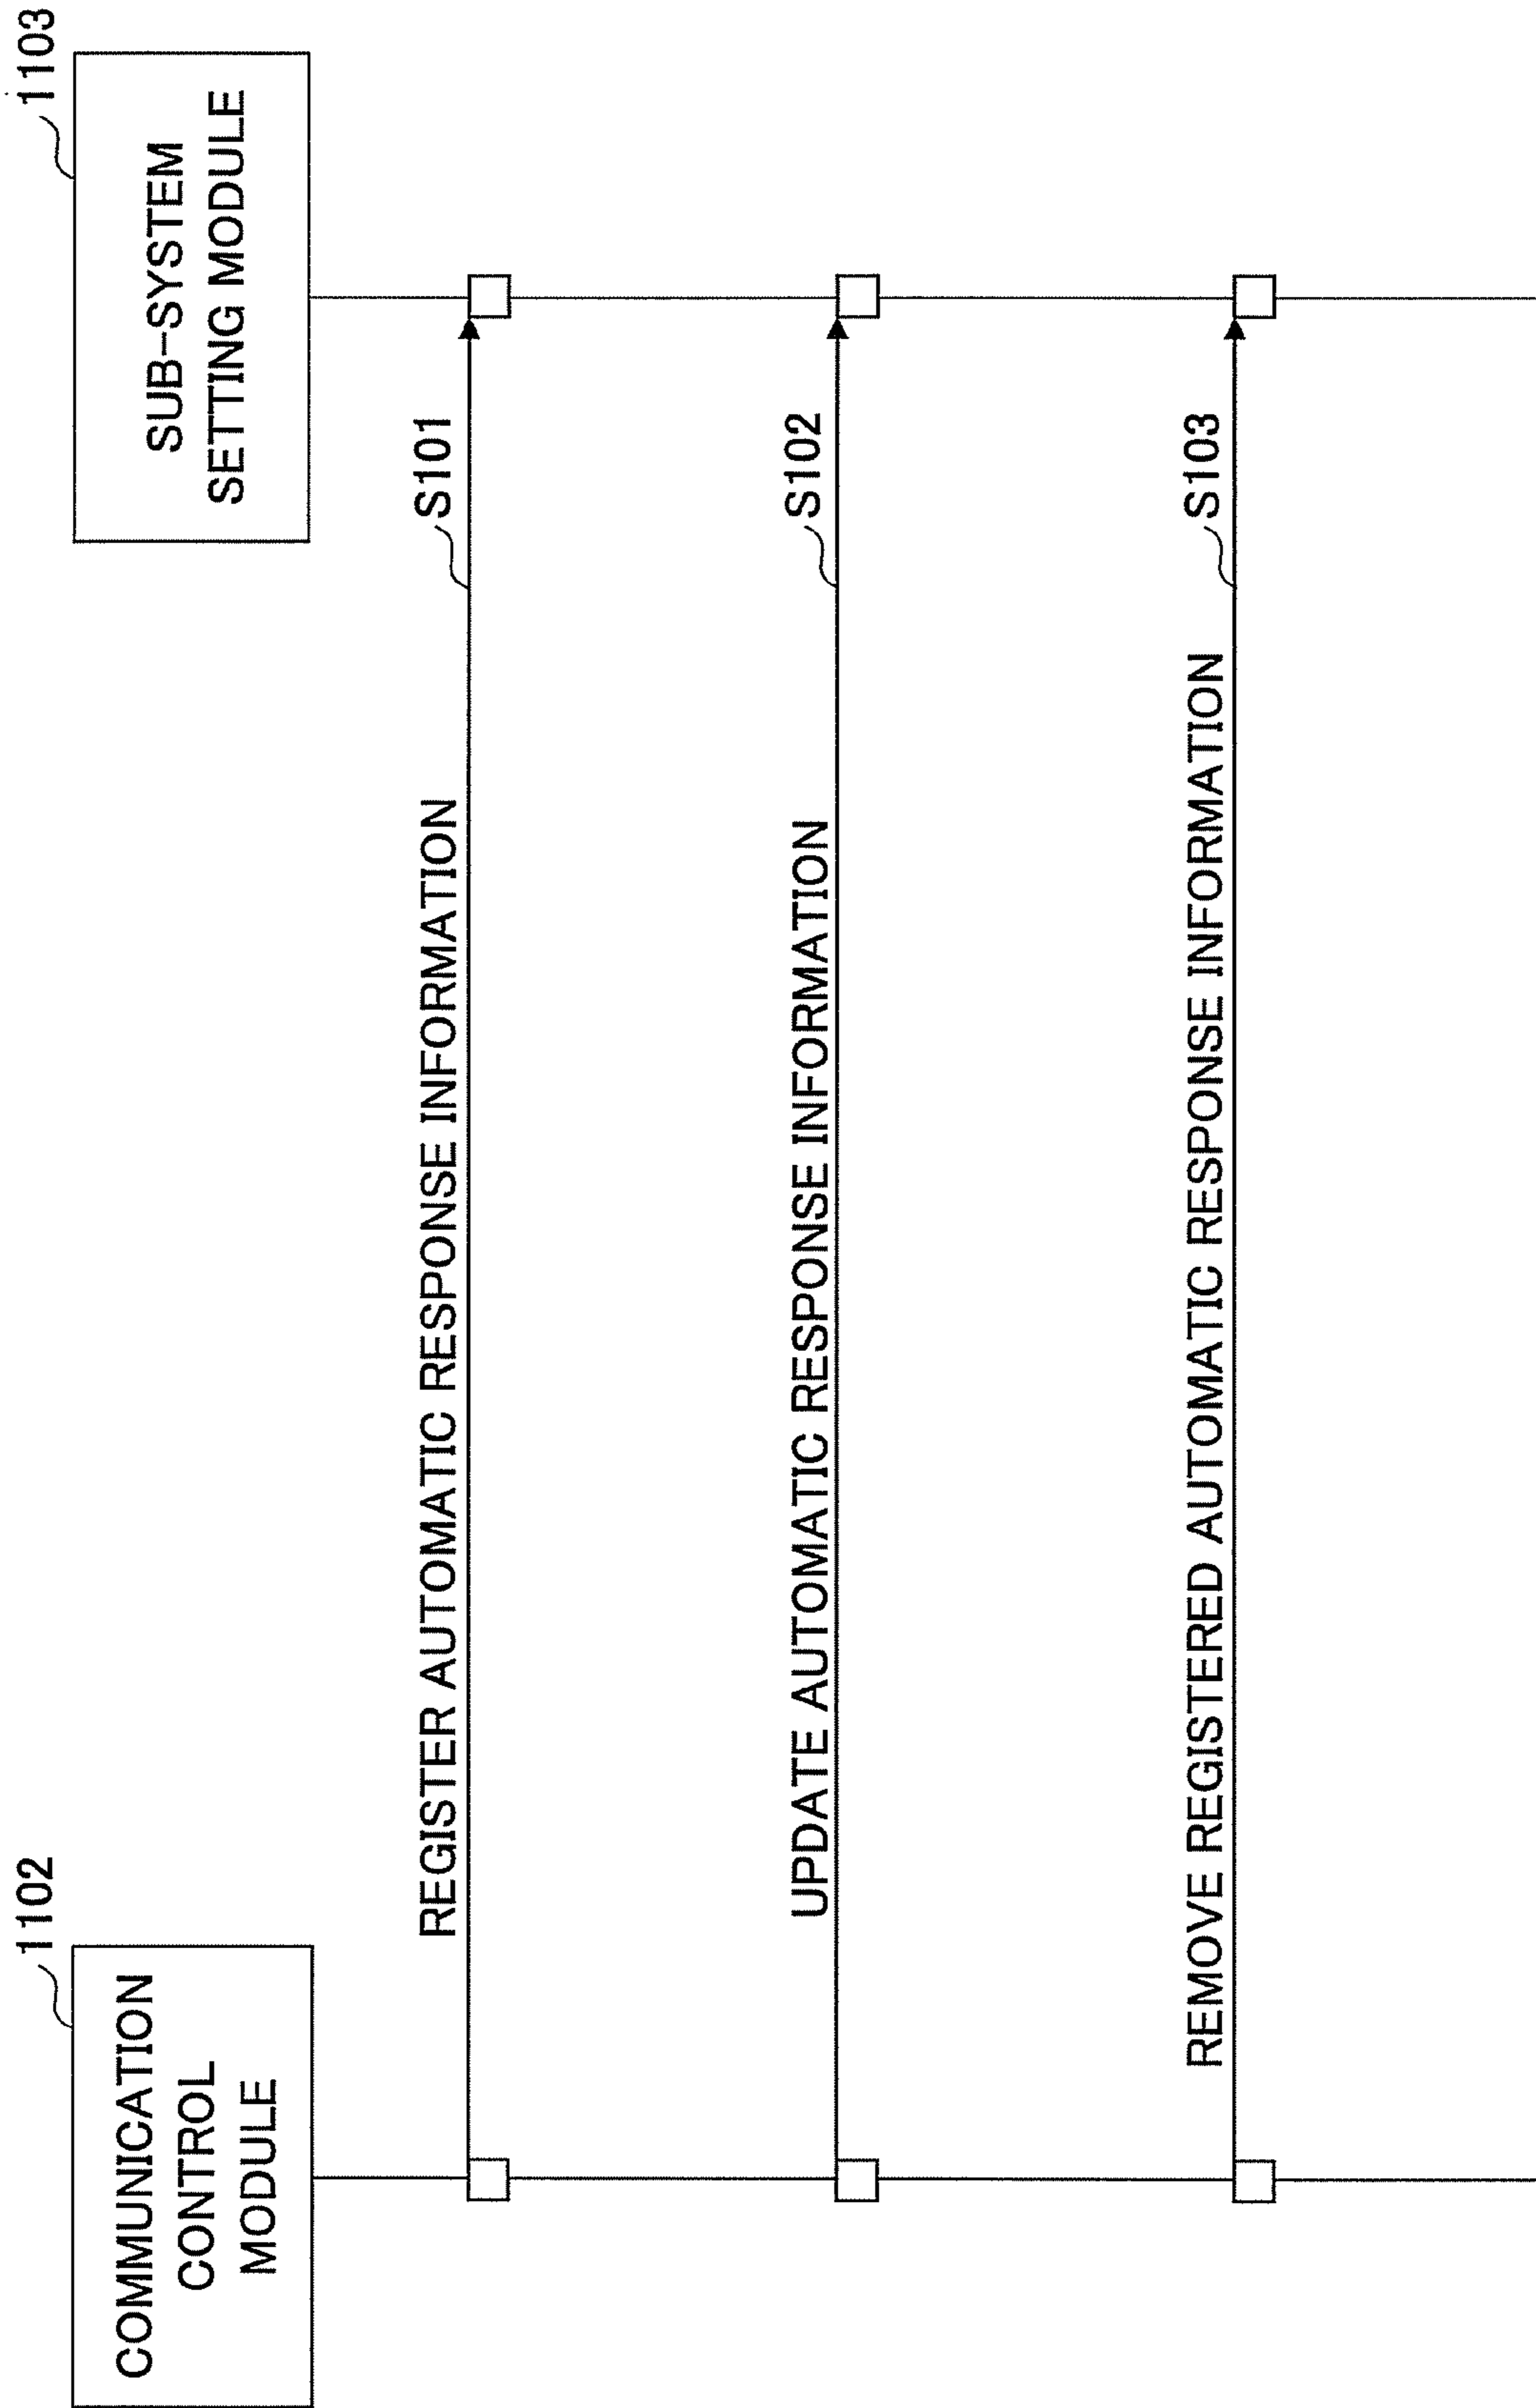 1102
COMMUNICATION
CONTROL
MODULE
1103
SUB-SYSTEM
SETTING MODULE
REGISTER AUTOMATIC RESPONSE INFORMATION
S101
UPDATE AUTOMATIC RESPONSE INFORMATION
S102
REMOVE REGISTERED AUTOMATIC RESPONSE INFORMATION
S103